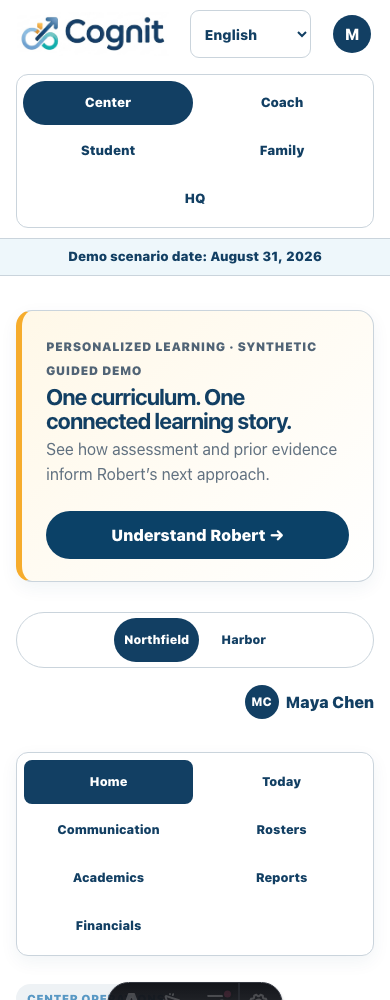 Cognit
English
M
Center
Coach
Student
Family
HQ
Demo scenario date: August 31, 2026
PERSONALIZED LEARNING · SYNTHETIC
GUIDED DEMO
One curriculum. One
connected learning story.
See how assessment and prior evidence
inform Robert’s next approach.
Understand Robert →
Northfield
Harbor
MC
Maya Chen
Home
Today
Communication
Rosters
Academics
Reports
Financials
CENTER